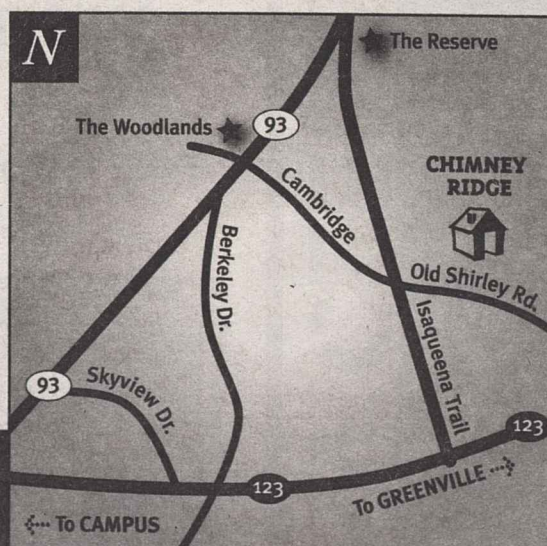 N
The Reserve
The Woodlands
93
CHIMNEY
RIDGE
Cambridge
Berkeley Dr.
Old Shirley Rd.
Isaqueena Trail
93
Skyview Dr.
123
123
To GREENVILLE
To CAMPUS